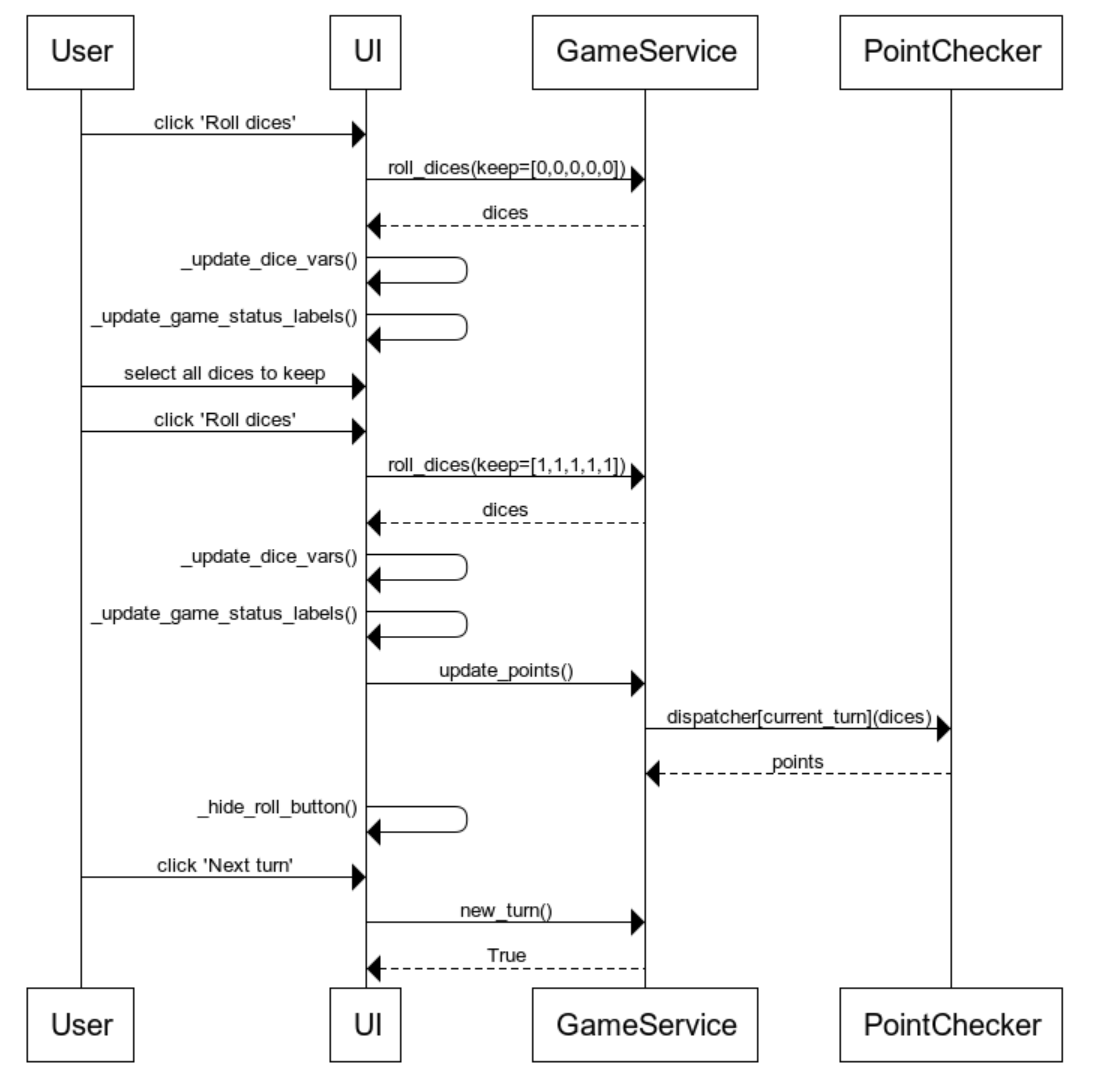 User
UI
GameService
PointChecker
click 'Roll dices'
roll_dices(keep=[0,0,0,0,0])
dices
_update_dice_vars()
_update_game_status_labels()
select all dices to keep
click 'Roll dices'
roll_dices(keep=[1,1,1,1,1])
dices
_update_dice_vars()
_update_game_status_labels()
update_points()
dispatcher[current_turn](dices)
points
_hide_roll_button()
click 'Next turn'
new_turn()
True
User
UI
GameService
PointChecker